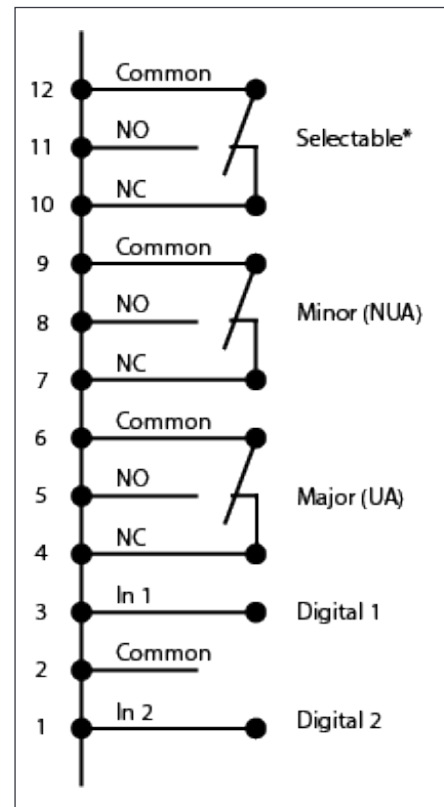 12 Common
11 NO Selectable*
10 NC
9 Common
8 NO Minor (NUA)
7 NC
6 Common
5 NO Major (UA)
4 NC
3 In 1 Digital 1
2 Common
1 In 2 Digital 2